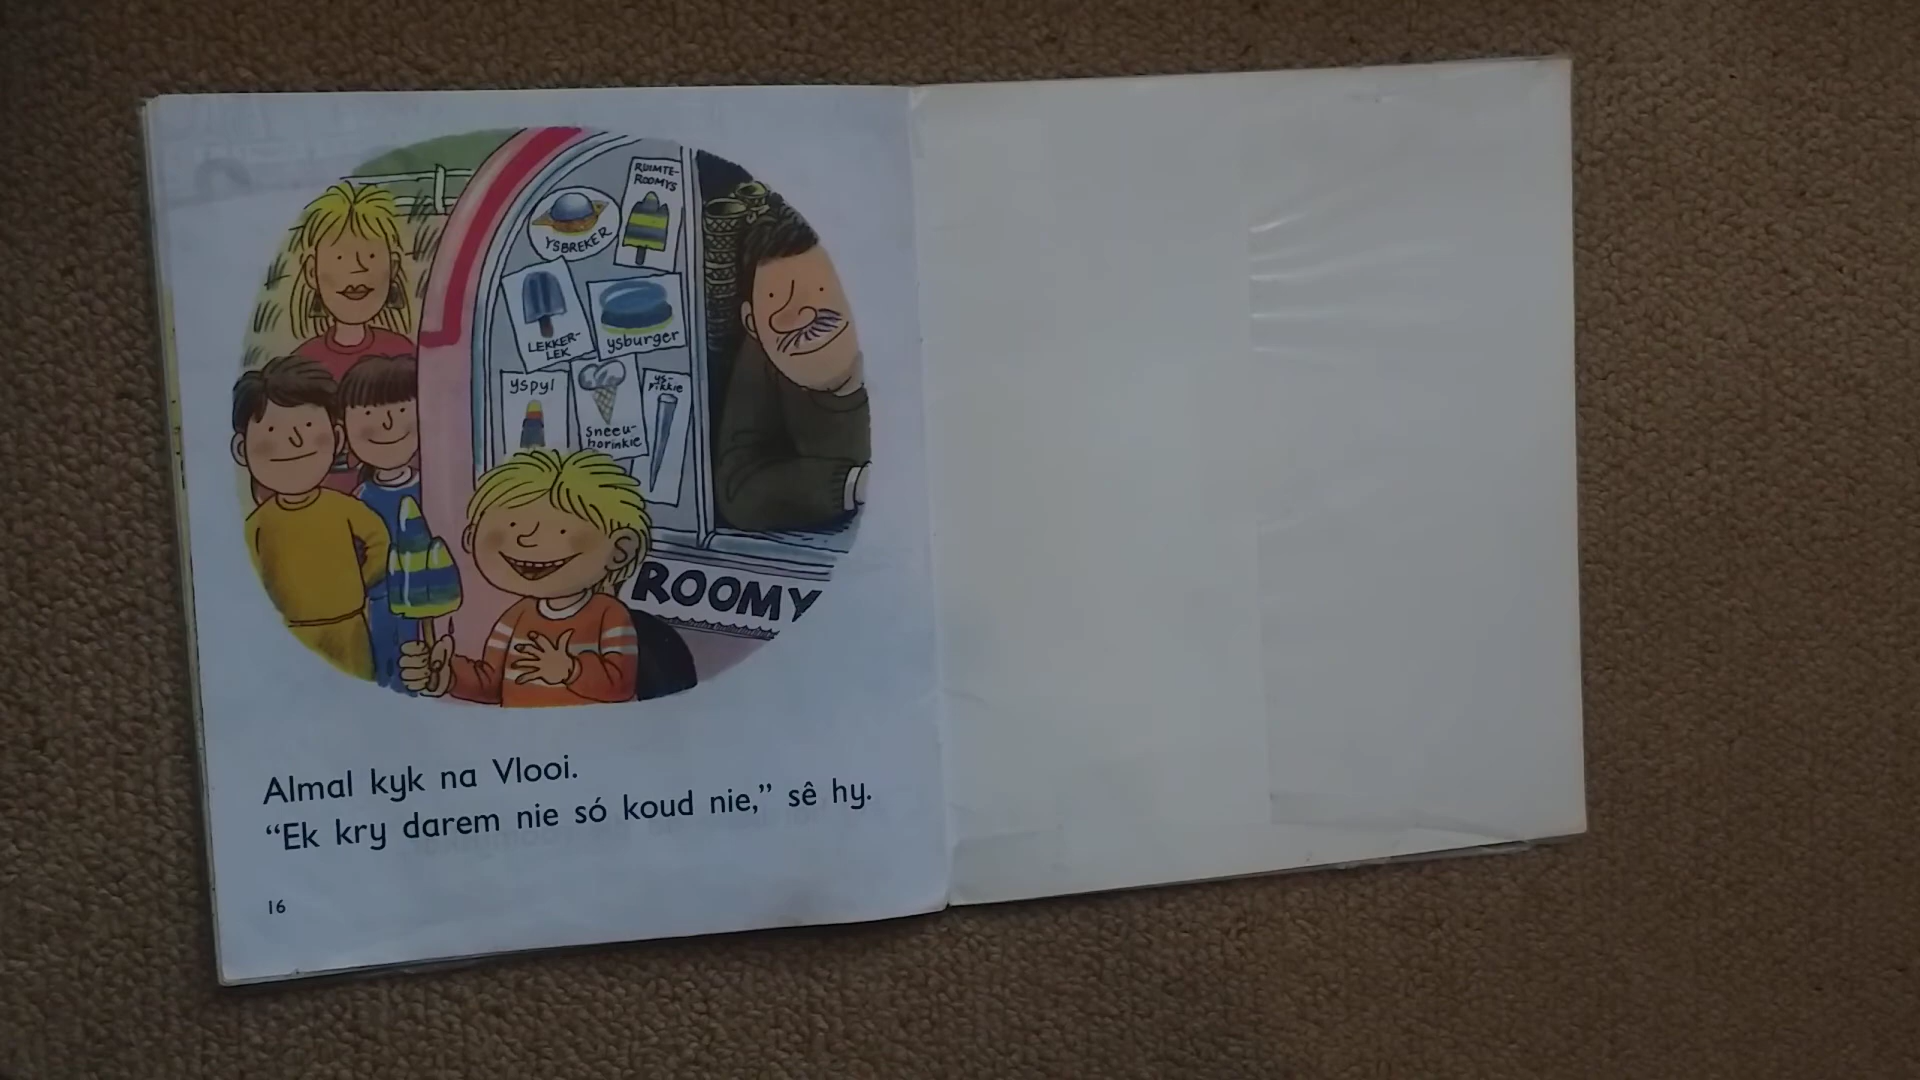 RUIMTE-
ROOMYS
YSBREKER
LEKKER-
LEK
ysburger
yspyl
sneeu-
horinkie
ys-
ROOMY
Almal kyk na Vlooi.
“Ek kry darem nie só koud nie,” sê hy.
16